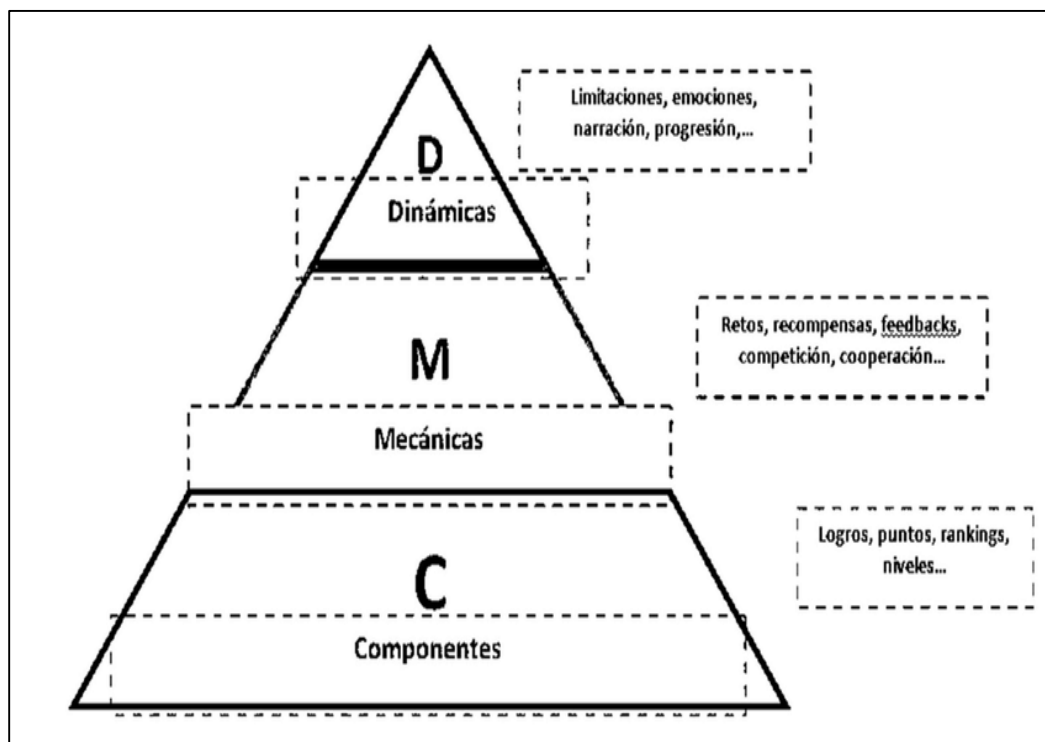 Limitaciones, emociones,
narración, progresión,...
D
Dinámicas
Retos, recompensas, feedbacks,
competición, cooperación...
M
Mecánicas
Logros, puntos, rankings,
niveles...
C
Componentes